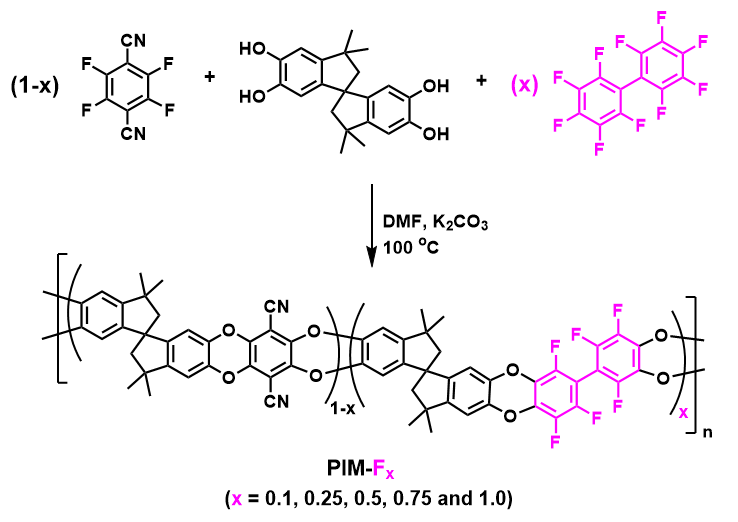 (1-x)
CN
F
F
F
F
CN
+
HO
HO
OH
OH
+
(x)
F
F
F
F
F
F
F
F
F
F
DMF, K₂CO₃
100 °C
CN
O
O
O
O
CN
1-x
O
O
F
F
F
F
F
F
O
O
x
n
PIM-Fₓ
(x = 0.1, 0.25, 0.5, 0.75 and 1.0)